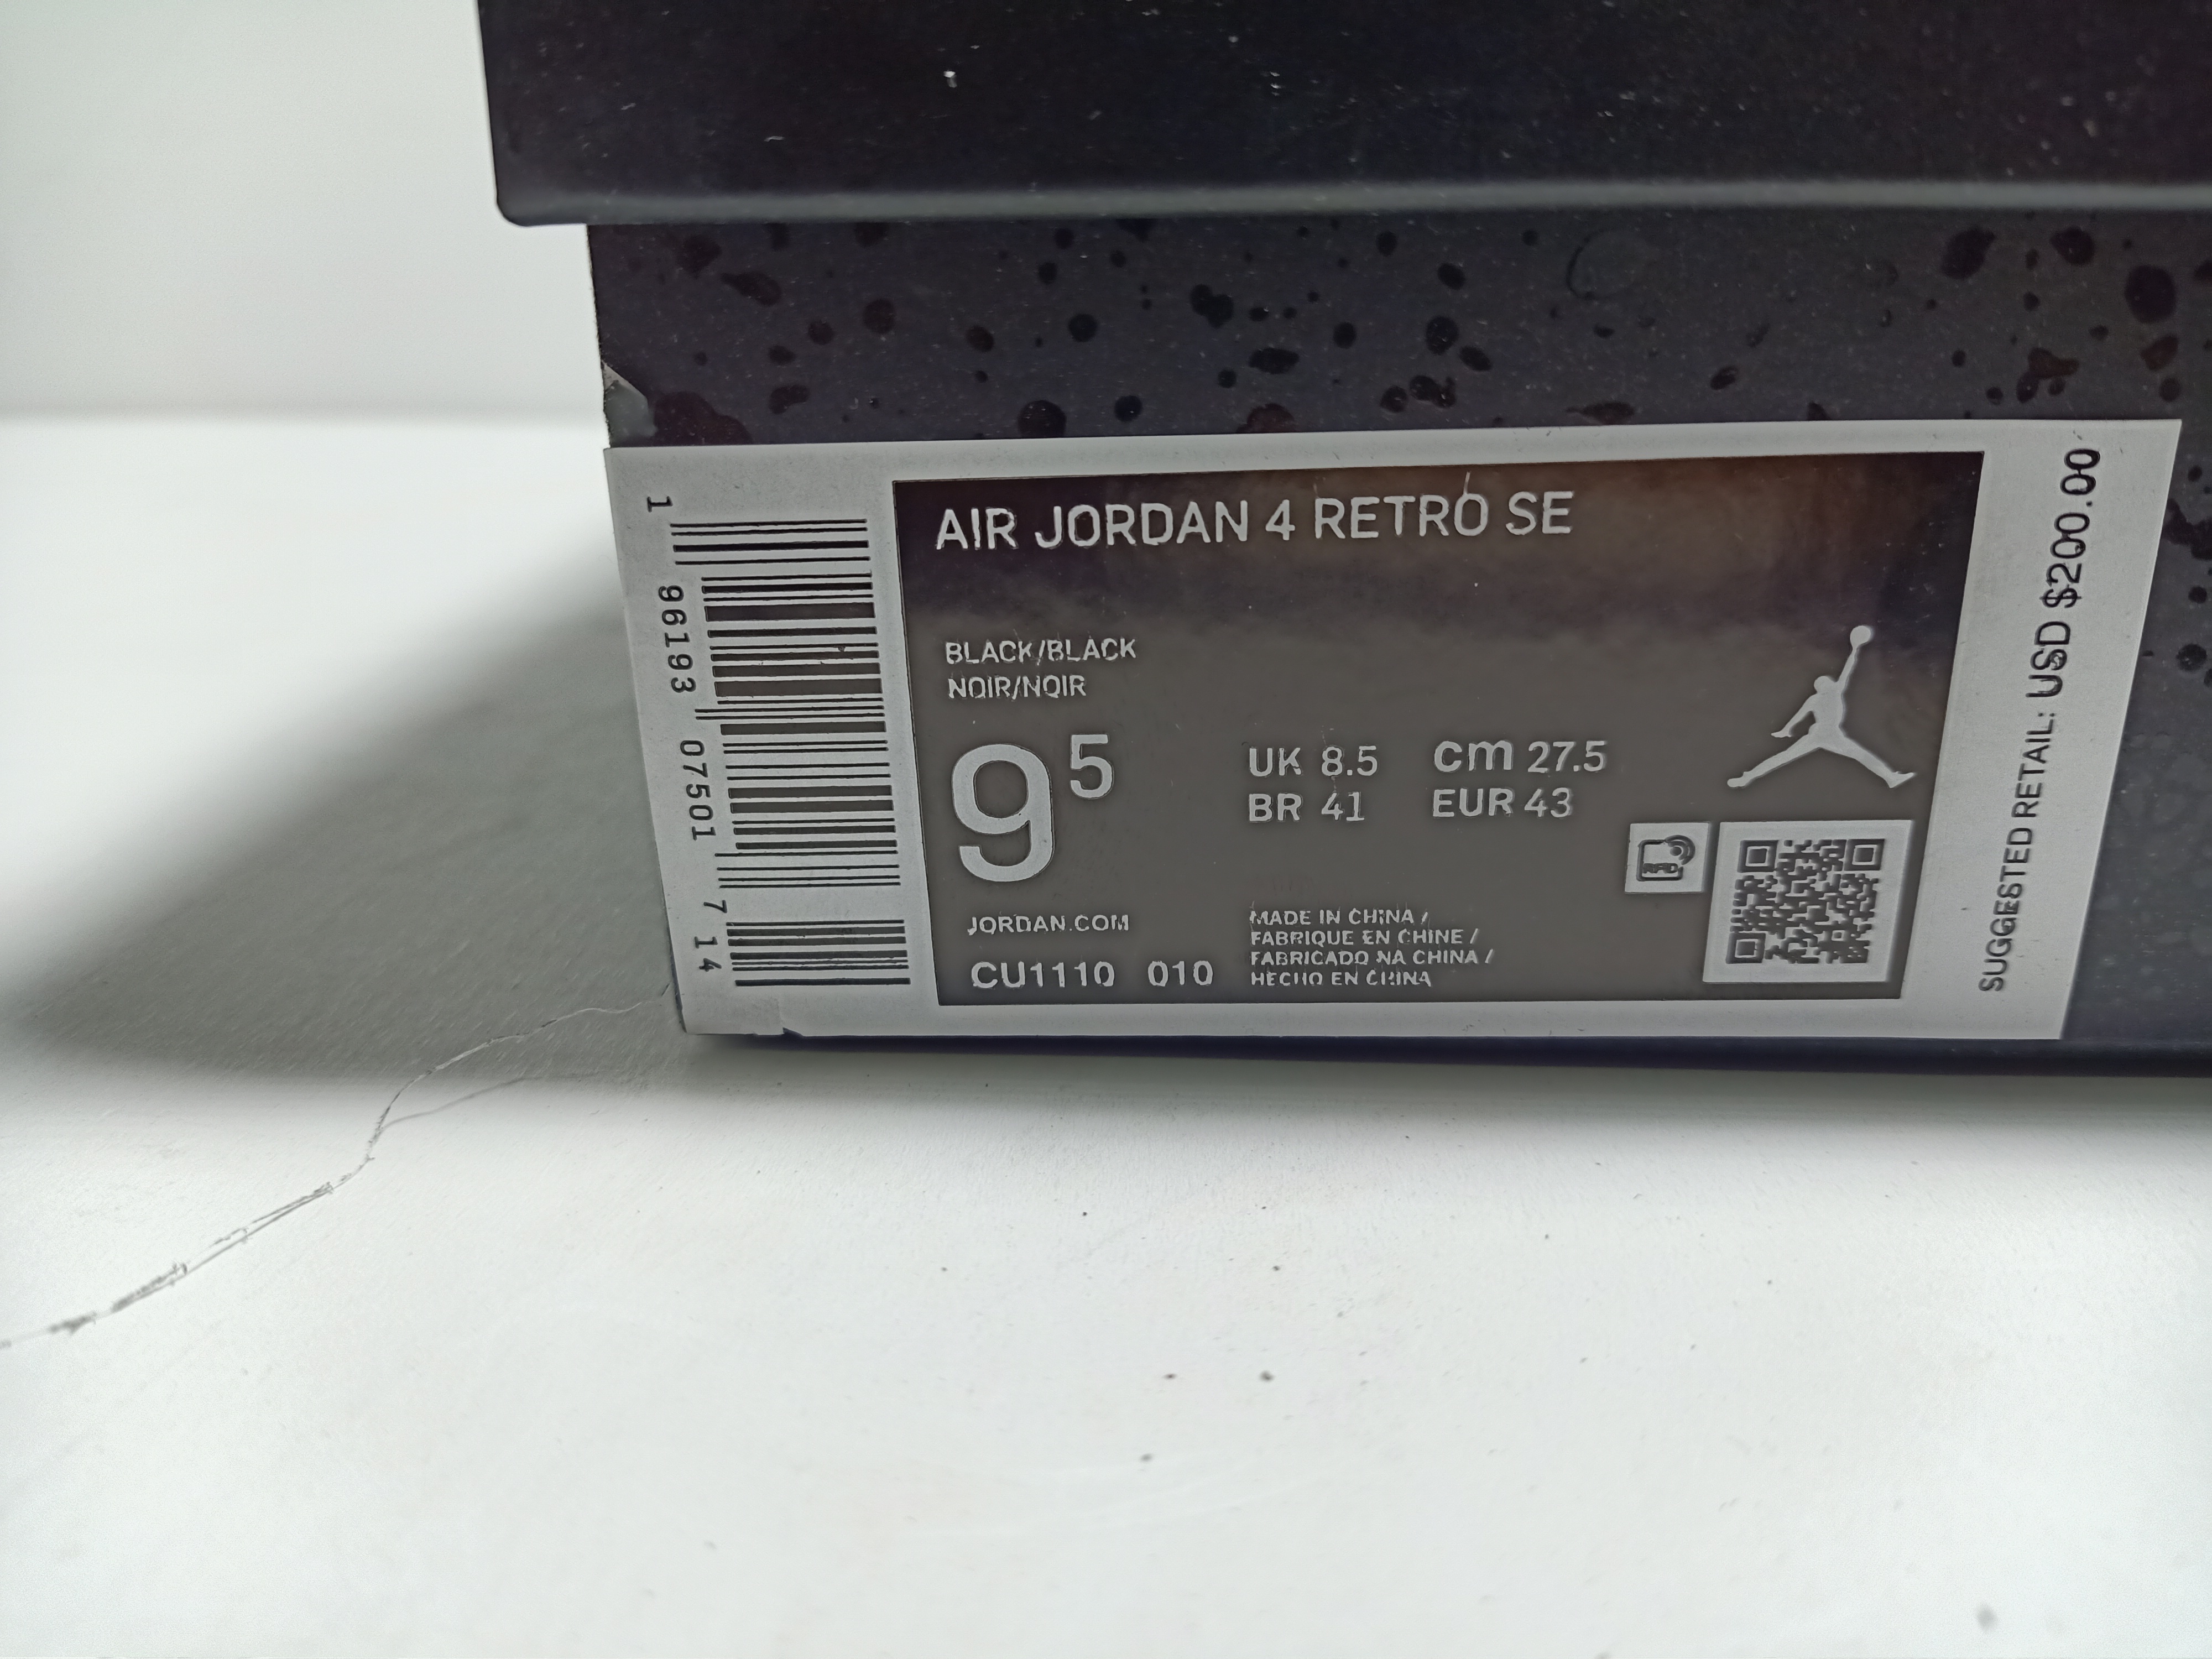 AIR JORDAN 4 RETRO SE
BLACK/BLACK
NOIR/NOIR
9 5
UK 8.5 cm 27.5
BR 41 EUR 43
JORDAN.COM
CU1110 010
MADE IN CHINA /
FABRIQUE EN CHINE /
FABRICADO NA CHINA /
HECHO EN CHINA
RFID
1 96193 07501 7 14
SUGGESTED RETAIL: USD $200.00